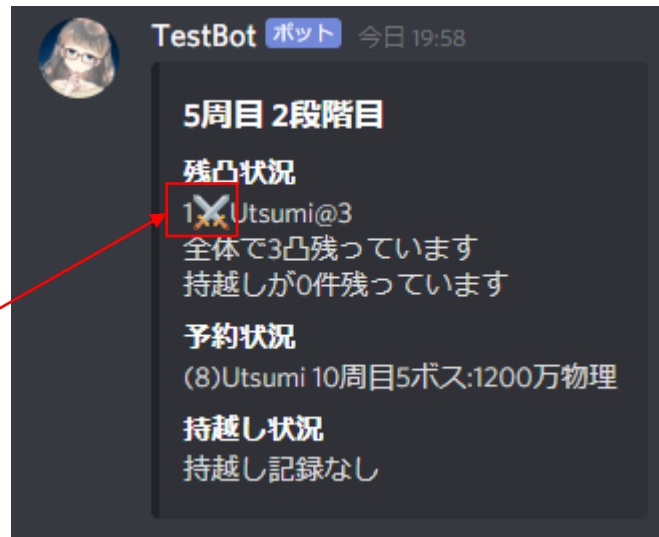 TestBot ボット 今日 19:58
5周目 2段階目
残凸状況
1⚔Utsumi@3
全体で3凸残っています
持越しが0件残っています
予約状況
(8)Utsumi 10周目5ボス:1200万物理
持越し状況
持越し記録なし